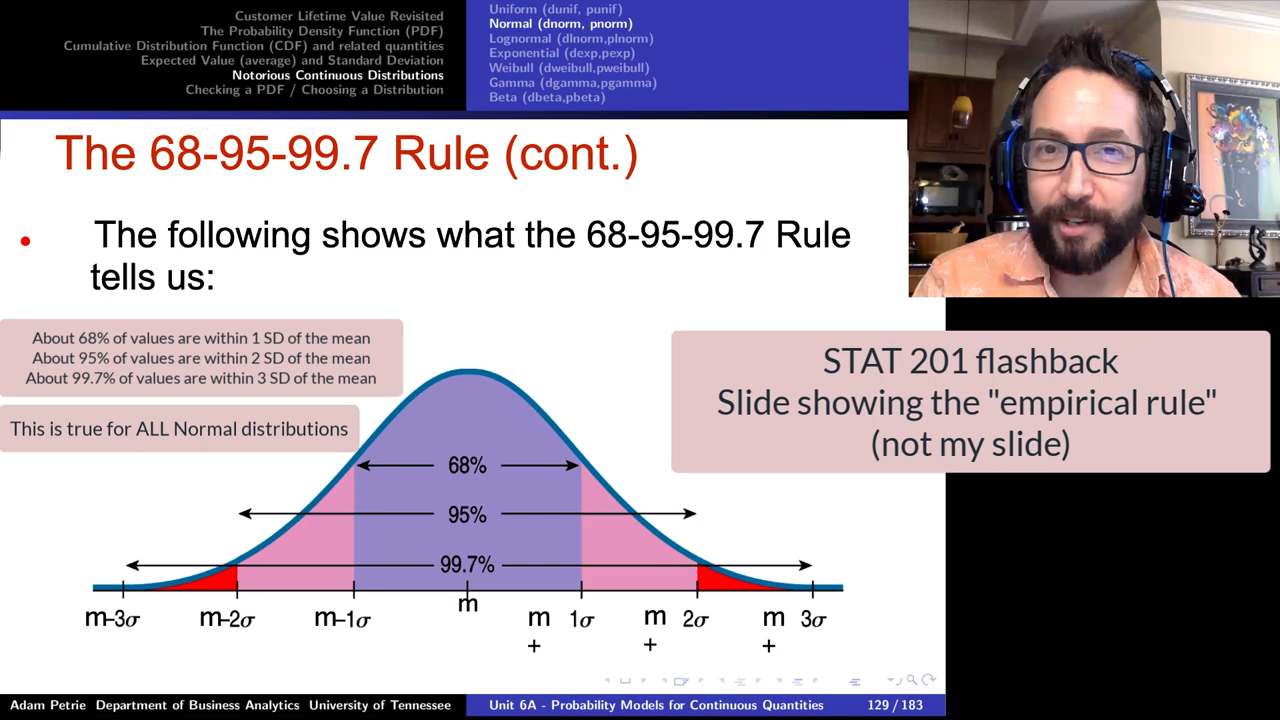 Customer Lifetime Value Revisited
The Probability Density Function (PDF)
Cumulative Distribution Function (CDF) and related quantities
Expected Value (average) and Standard Deviation
Notorious Continuous Distributions
Checking a PDF / Choosing a Distribution
Uniform (dunif, punif)
Normal (dnorm, pnorm)
Lognormal (dlnorm,plnorm)
Exponential (dexp,pexp)
Weibull (dweibull,pweibull)
Gamma (dgamma,pgamma)
Beta (dbeta,pbeta)
The 68-95-99.7 Rule (cont.)
• The following shows what the 68-95-99.7 Rule
tells us:
About 68% of values are within 1 SD of the mean
About 95% of values are within 2 SD of the mean
About 99.7% of values are within 3 SD of the mean
This is true for ALL Normal distributions
STAT 201 flashback
Slide showing the "empirical rule"
(not my slide)
68%
95%
99.7%
m–3σ m–2σ m–1σ m m 1σ m 2σ m 3σ
+ + +
Adam Petrie Department of Business Analytics University of Tennessee
Unit 6A - Probability Models for Continuous Quantities
129 / 183